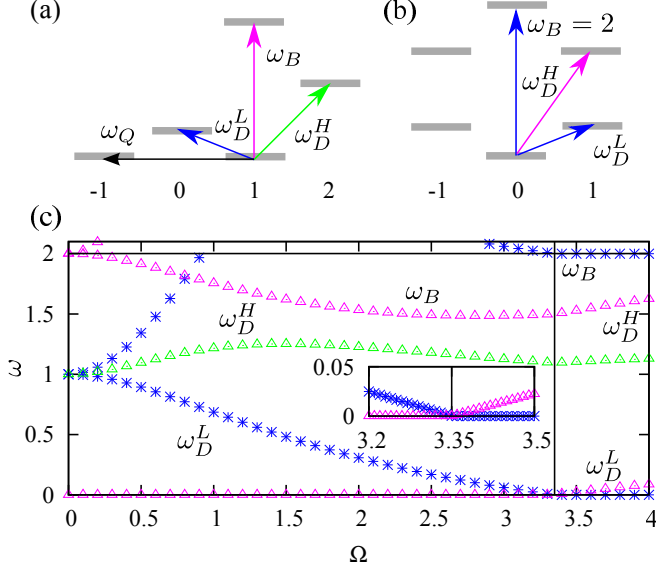 (a)
ω_B
ω_D^L
ω_D^H
ω_Q
-1 0 1 2
(b)
ω_B = 2
ω_D^H
ω_D^L
-1 0 1
(c)
2
1.5
1
0.5
0
ω
ω_B
ω_B
ω_D^H
ω_D^H
ω_D^L
ω_D^L
0.05
0
3.2 3.35 3.5
0 0.5 1 1.5 2 2.5 3 3.5 4
Ω